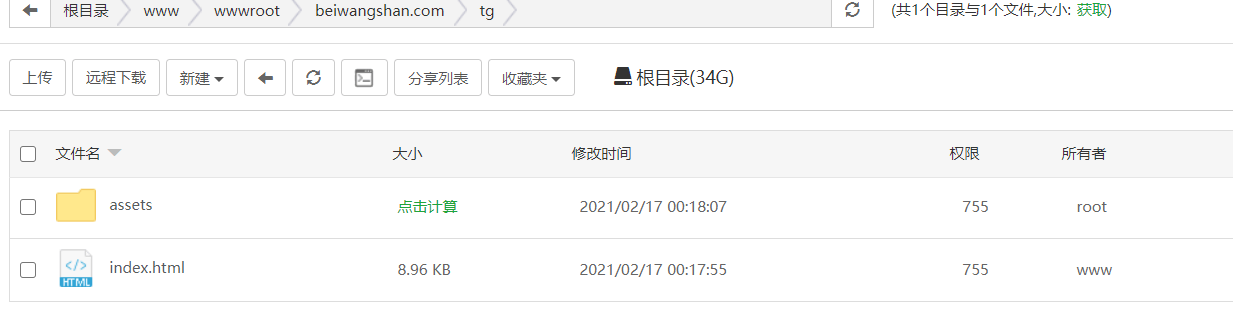 根目录 www wwwroot beiwangshan.com tg (共1个目录与1个文件,大小: 获取)
上传 远程下载 新建 分享列表 收藏夹 根目录(34G)
文件名 大小 修改时间 权限 所有者
assets 点击计算 2021/02/17 00:18:07 755 root
</> HTML index.html 8.96 KB 2021/02/17 00:17:55 755 www